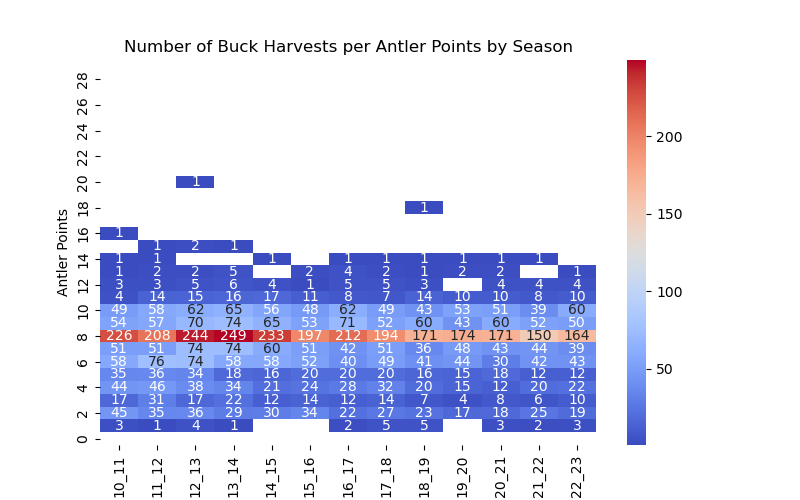 Number of Buck Harvests per Antler Points by Season
Antler Points
28
26
24
22
20 1
18 1
16 1
1 2 1
14 1 1 1 1 1 1 1 1 1
1 2 2 5 2 4 2 1 2 2 1
12 3 3 5 6 4 1 5 5 3 4 4 4
4 14 15 16 17 11 8 7 14 10 10 8 10
10 49 58 62 65 56 48 62 49 43 53 51 39 60
54 57 70 74 65 53 71 52 60 43 60 52 50
8 226 208 244 249 233 197 212 194 171 174 171 150 164
51 51 74 74 60 51 42 51 36 48 43 44 39
6 58 76 74 58 58 52 40 49 41 44 30 42 43
35 36 34 18 16 20 20 20 16 15 18 12 12
4 44 46 38 34 21 24 28 32 20 15 12 20 22
17 31 17 22 12 14 12 14 7 4 8 6 10
2 45 35 36 29 30 34 22 27 23 17 18 25 19
3 1 4 1 2 5 5 3 2 3
0
10_11 11_12 12_13 13_14 14_15 15_16 16_17 17_18 18_19 19_20 20_21 21_22 22_23
200
150
100
50